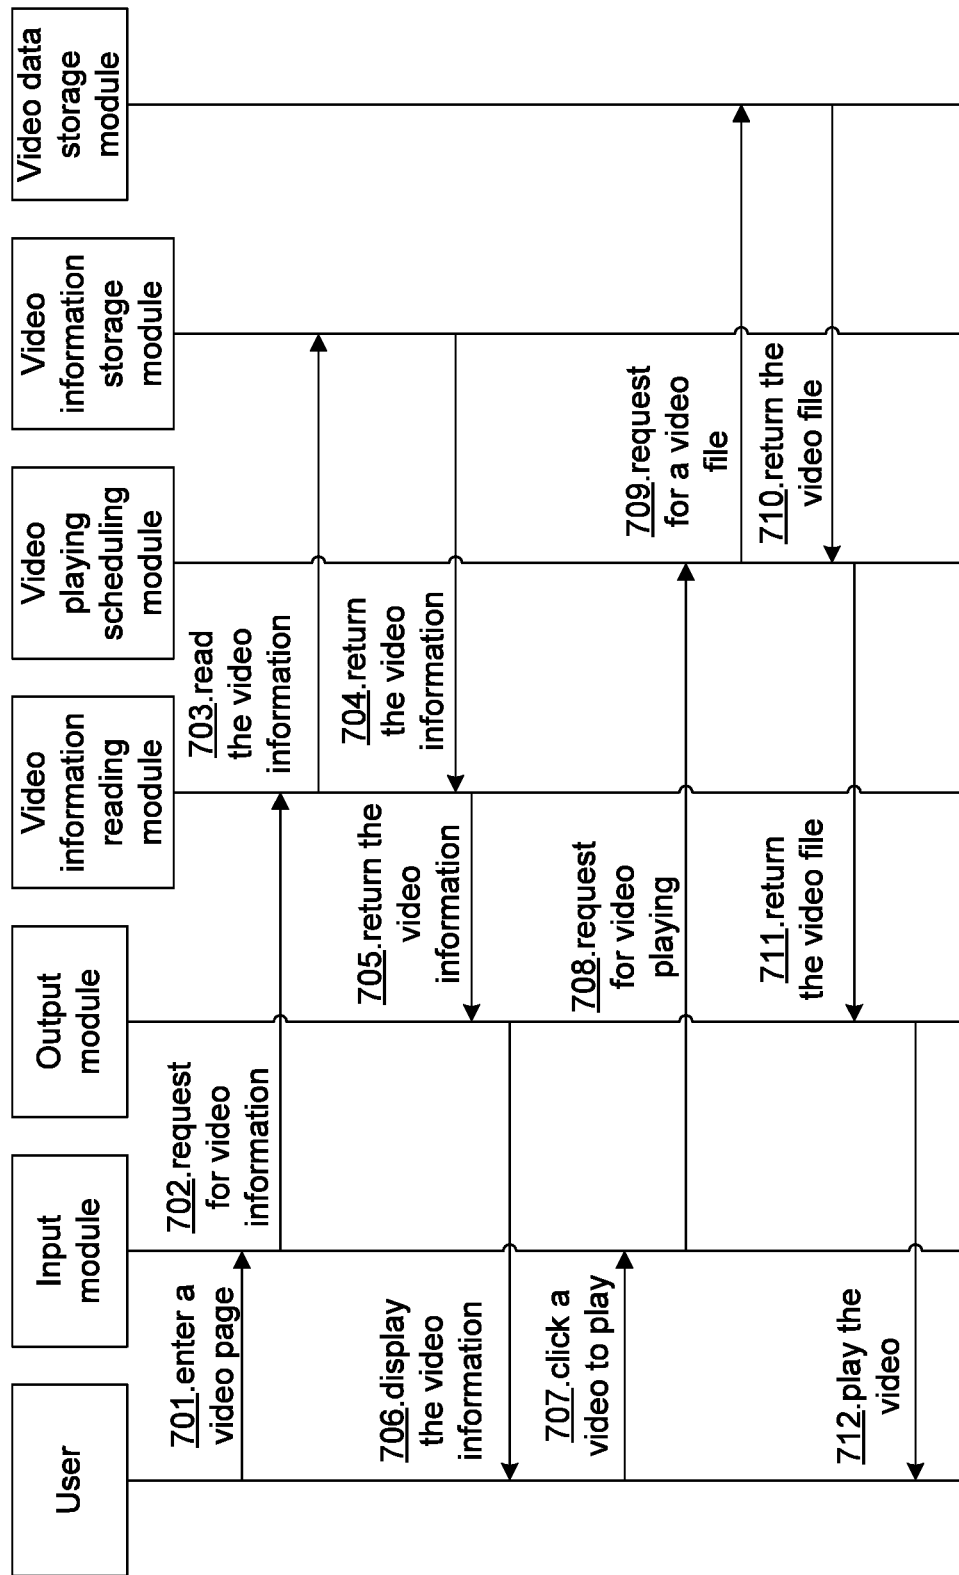 User
Input
module
Output
module
Video
information
reading
module
Video
playing
scheduling
module
Video
information
storage
module
Video data
storage
module
701.enter a
video page
702.request
for video
information
703.read
the video
information
704.return
the video
information
705.return the
video
information
706.display
the video
information
707.click a
video to play
708.request
for video
playing
709.request
for a video
file
710.return the
video file
711.return
the video file
712.play the
video